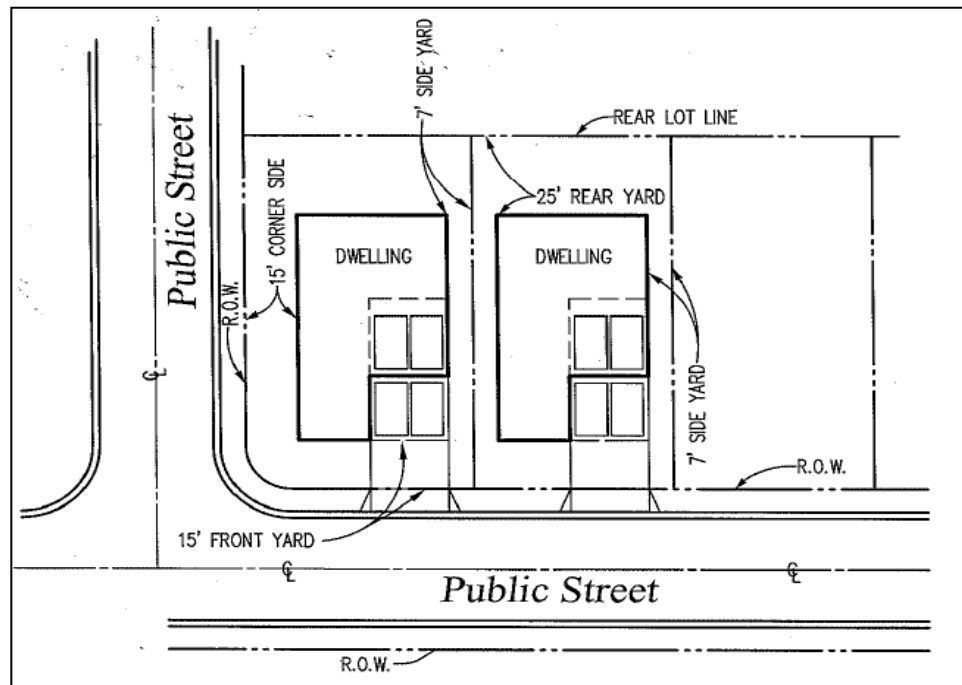 7' SIDE YARD
REAR LOT LINE
Public Street
15' CORNER SIDE
25' REAR YARD
DWELLING
DWELLING
R.O.W.
℄
7' SIDE YARD
R.O.W.
15' FRONT YARD
℄
℄
Public Street
R.O.W.